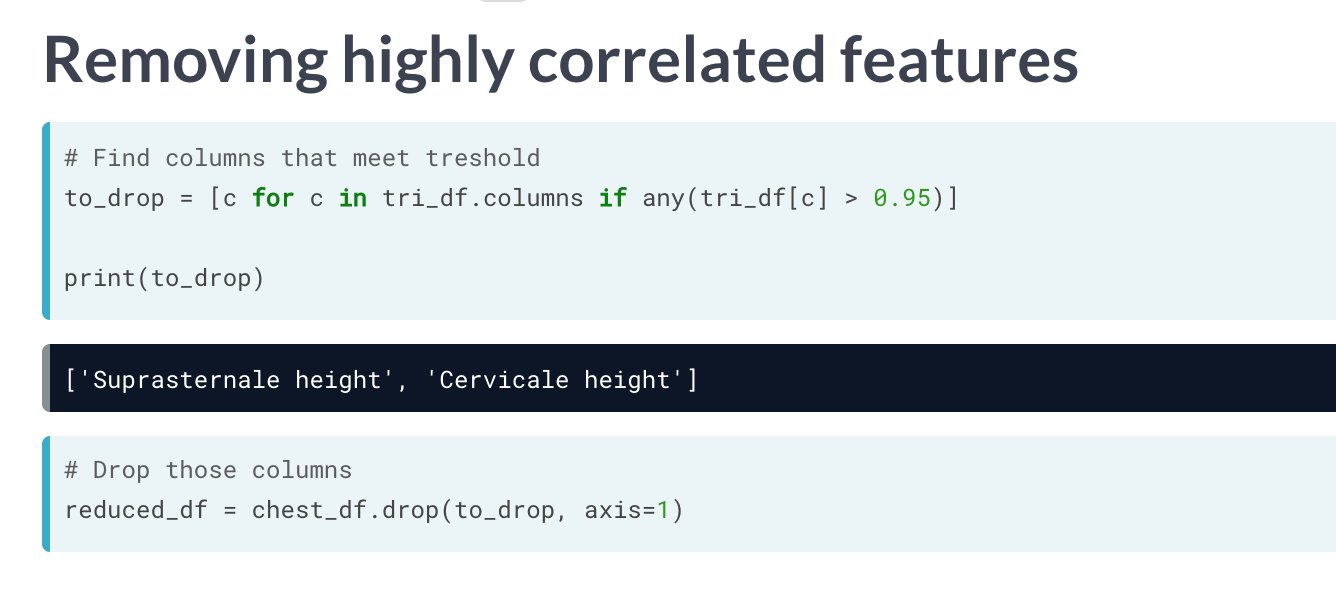 Removing highly correlated features
# Find columns that meet treshold
to_drop = [c for c in tri_df.columns if any(tri_df[c] > 0.95)]
print(to_drop)
['Suprasternale height', 'Cervicale height']
# Drop those columns
reduced_df = chest_df.drop(to_drop, axis=1)